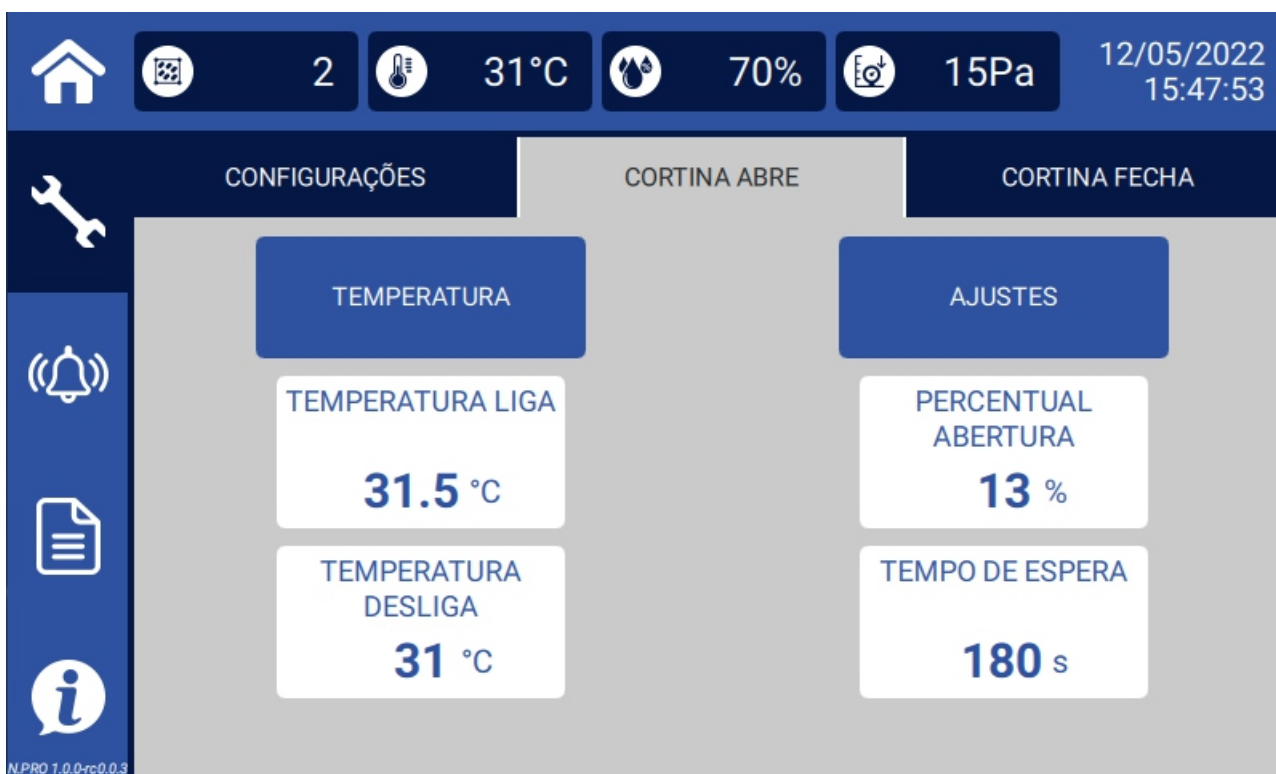 2
31°C
70%
15Pa
12/05/2022
15:47:53
CONFIGURAÇÕES
CORTINA ABRE
CORTINA FECHA
TEMPERATURA
AJUSTES
TEMPERATURA LIGA
31.5 °C
PERCENTUAL
ABERTURA
13 %
TEMPERATURA
DESLIGA
31 °C
TEMPO DE ESPERA
180 s
N.PRO 1.0.0-rc0.0.3